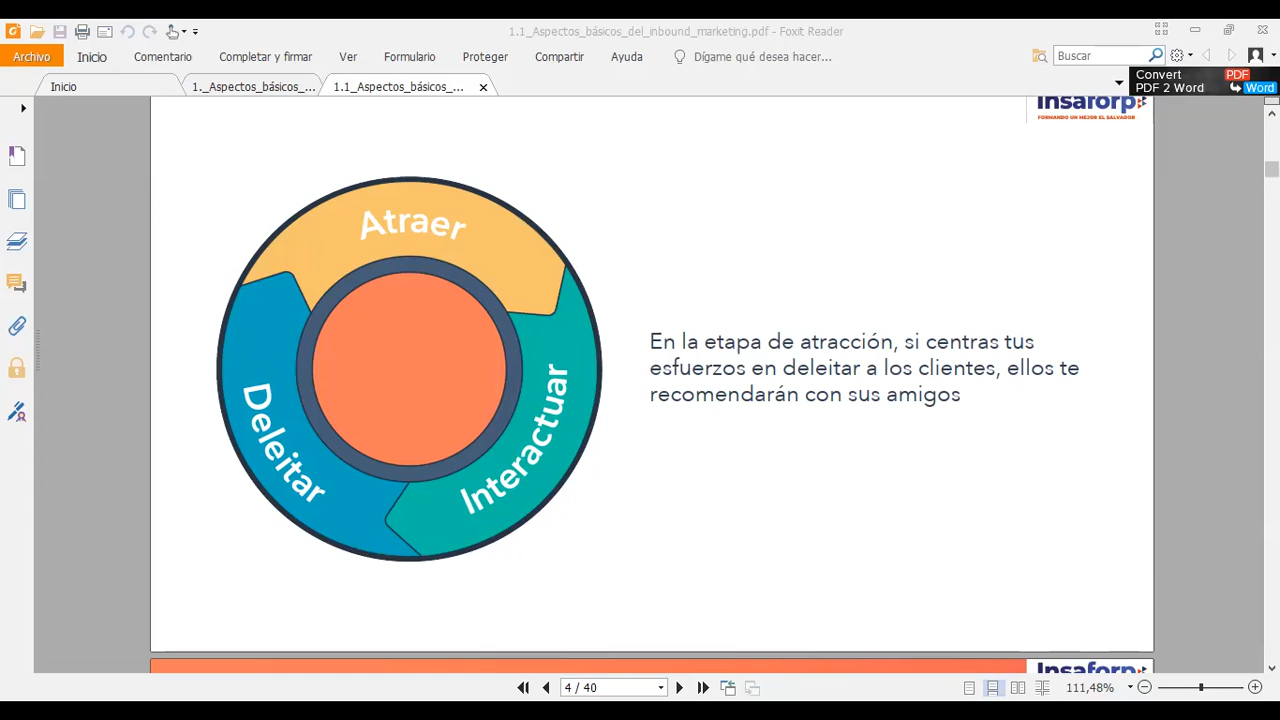 1.1_Aspectos_básicos_del_inbound_marketing.pdf - Foxit Reader
Archivo Inicio Comentario Completar y firmar Ver Formulario Proteger Compartir Ayuda Dígame qué desea hacer... Buscar
Inicio 1._Aspectos_básicos_... 1.1_Aspectos_básicos_...
Convert PDF
PDF 2 Word Word
Insaforp
FORMANDO UN MEJOR EL SALVADOR
Atraer
Interactuar
Deleitar
En la etapa de atracción, si centras tus
esfuerzos en deleitar a los clientes, ellos te
recomendarán con sus amigos
Insaforp
4 / 40
111,48%